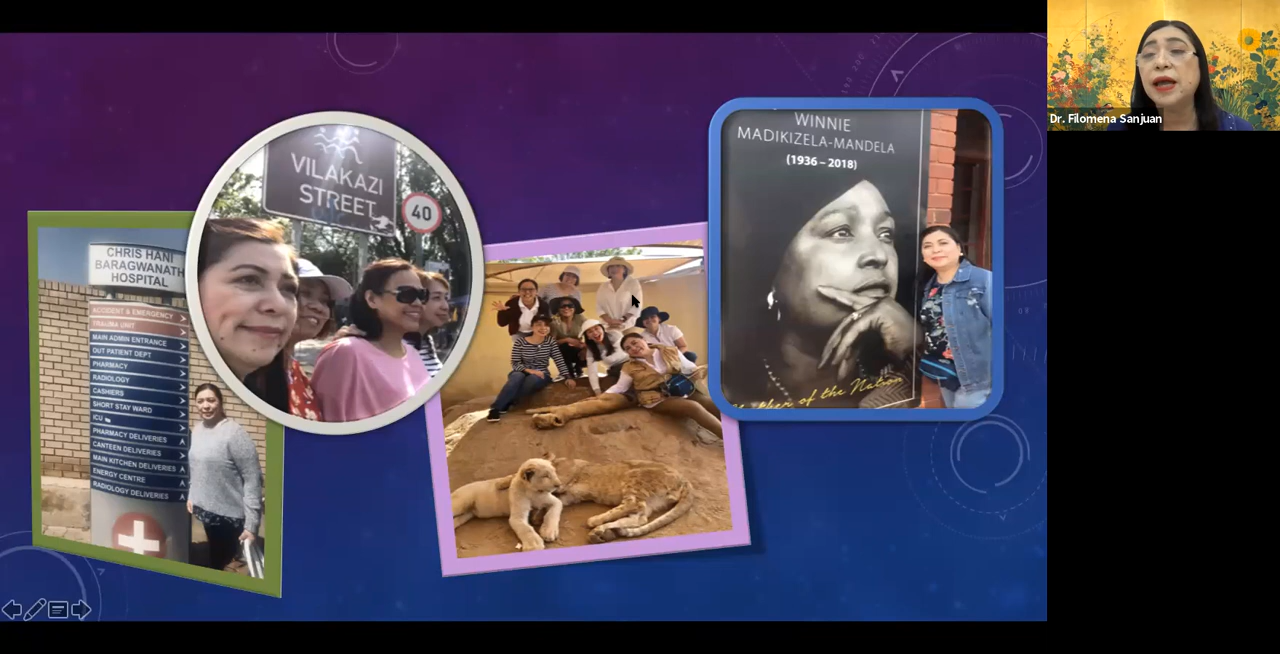 CHRIS HANI
BARAGWANATH
HOSPITAL
ACCIDENT & EMERGENCY
TRAUMA UNIT
MAIN ADMIN ENTRANCE
OUT PATIENT DEPT
PHARMACY
RADIOLOGY
CASHIERS
SHORT STAY WARD
ICU
PHARMACY DELIVERIES
CANTEEN DELIVERIES
MAIN KITCHEN DELIVERIES
ENERGY CENTRE
RADIOLOGY DELIVERIES
VILAKAZI
STREET
40
WINNIE
MADIKIZELA-MANDELA
(1936 – 2018)
of the Nation
Dr. Filomena Sanjuan